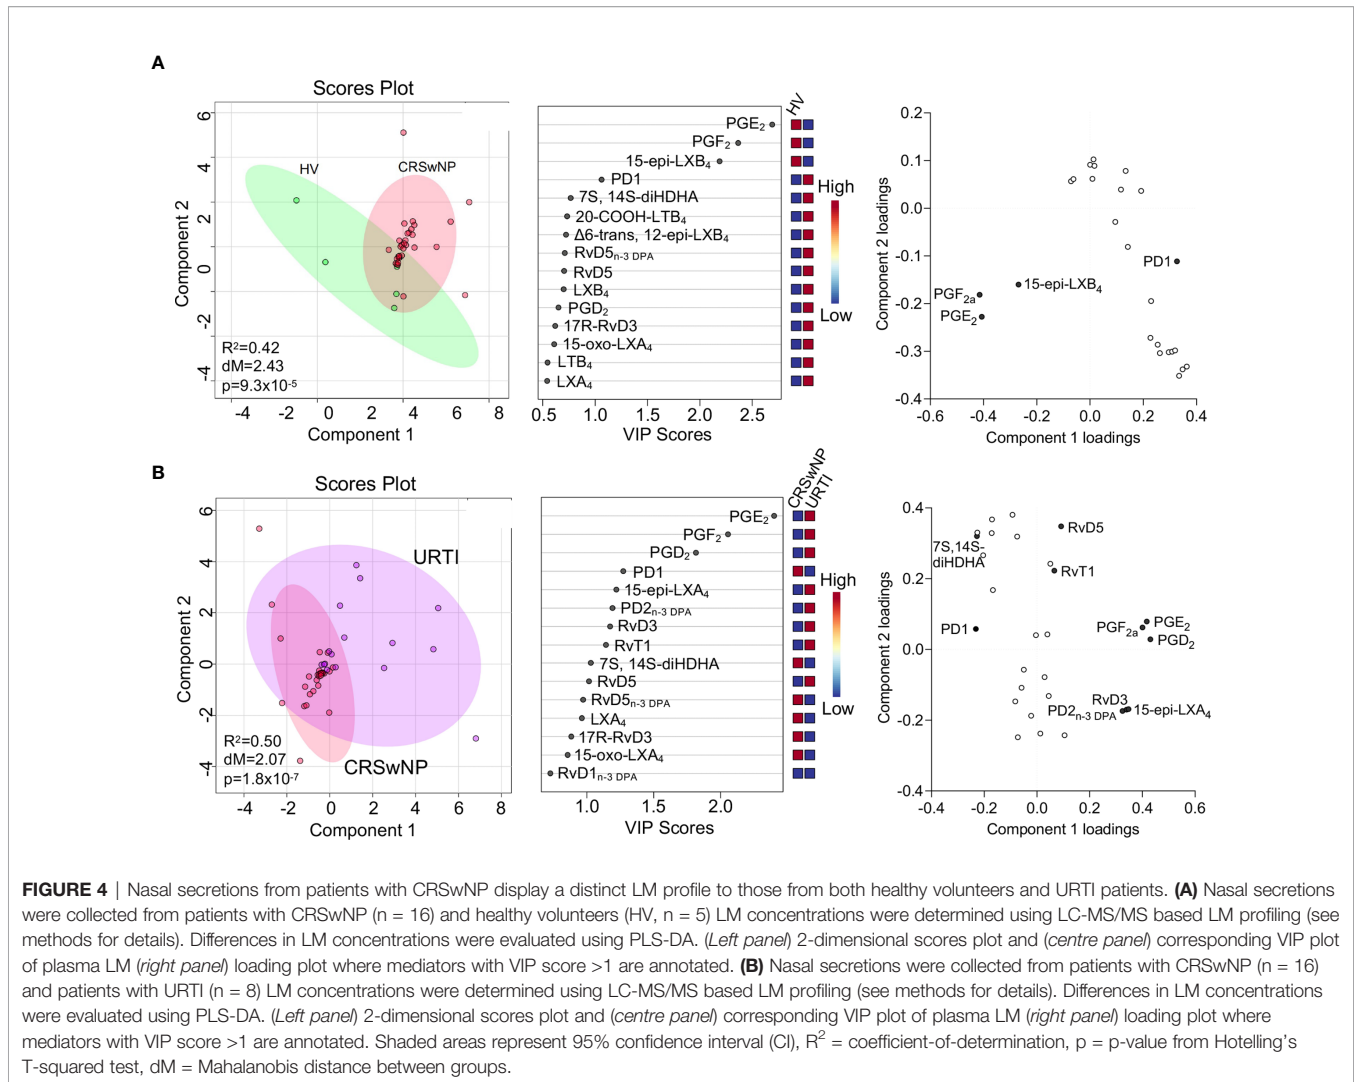 A
Scores Plot
HV
CRSwNP
R²=0.42
dM=2.43
p=9.3x10⁻⁵
6
4
2
0
-2
-4
Component 2
-4
-2
0
2
4
6
8
Component 1
HV
PGE₂
PGF₂
15-epi-LXB₄
PD1
7S, 14S-diHDHA
20-COOH-LTB₄
Δ6-trans, 12-epi-LXB₄
RvD5n-3 DPA
RvD5
LXB₄
PGD₂
17R-RvD3
15-oxo-LXA₄
LTB₄
LXA₄
0.5
1.0
1.5
2.0
2.5
VIP Scores
High
Low
0.2
0.1
0.0
-0.1
-0.2
-0.3
-0.4
Component 2 loadings
PD1
15-epi-LXB₄
PGF2a
PGE₂
-0.6
-0.4
-0.2
0.0
0.2
0.4
Component 1 loadings
B
Scores Plot
URTI
CRSwNP
R²=0.50
dM=2.07
p=1.8x10⁻⁷
6
4
2
0
-2
-4
Component 2
-4
-2
0
2
4
6
8
Component 1
CRSwNP
URTI
PGE₂
PGF₂
PGD₂
PD1
15-epi-LXA₄
PD2n-3 DPA
RvD3
RvT1
7S, 14S-diHDHA
RvD5
RvD5n-3 DPA
LXA₄
17R-RvD3
15-oxo-LXA₄
RvD1n-3 DPA
1.0
2.0
VIP Scores
High
Low
0.4
0.2
0.0
-0.2
-0.4
Component 2 loadings
RvD5
7S,14S-
diHDHA
RvT1
PD1
PGF2a
PGE₂
PGD₂
RvD3
PD2n-3 DPA
15-epi-LXA₄
-0.4
-0.2
0.0
0.2
0.4
0.6
Component 1 loadings
FIGURE 4 | Nasal secretions from patients with CRSwNP display a distinct LM profile to those from both healthy volunteers and URTI patients. (A) Nasal secretions
were collected from patients with CRSwNP (n = 16) and healthy volunteers (HV, n = 5) LM concentrations were determined using LC-MS/MS based LM profiling (see
methods for details). Differences in LM concentrations were evaluated using PLS-DA. (Left panel) 2-dimensional scores plot and (centre panel) corresponding VIP plot
of plasma LM (right panel) loading plot where mediators with VIP score >1 are annotated. (B) Nasal secretions were collected from patients with CRSwNP (n = 16)
and patients with URTI (n = 8) LM concentrations were determined using LC-MS/MS based LM profiling (see methods for details). Differences in LM concentrations
were evaluated using PLS-DA. (Left panel) 2-dimensional scores plot and (centre panel) corresponding VIP plot of plasma LM (right panel) loading plot where
mediators with VIP score >1 are annotated. Shaded areas represent 95% confidence interval (CI), R² = coefficient-of-determination, p = p-value from Hotelling's
T-squared test, dM = Mahalanobis distance between groups.